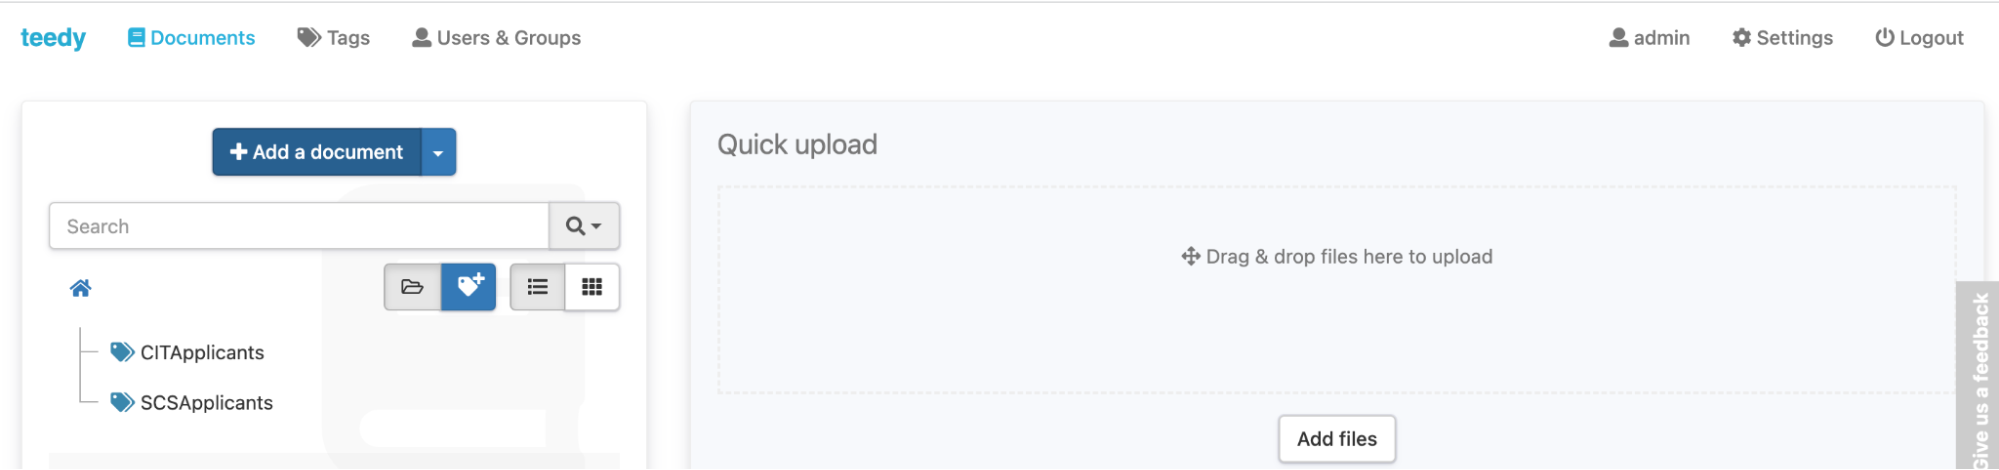 teedy Documents Tags Users & Groups admin Settings Logout
Add a document
Search
CITApplicants
SCSApplicants
Quick upload
Drag & drop files here to upload
Add files
Give us a feedback